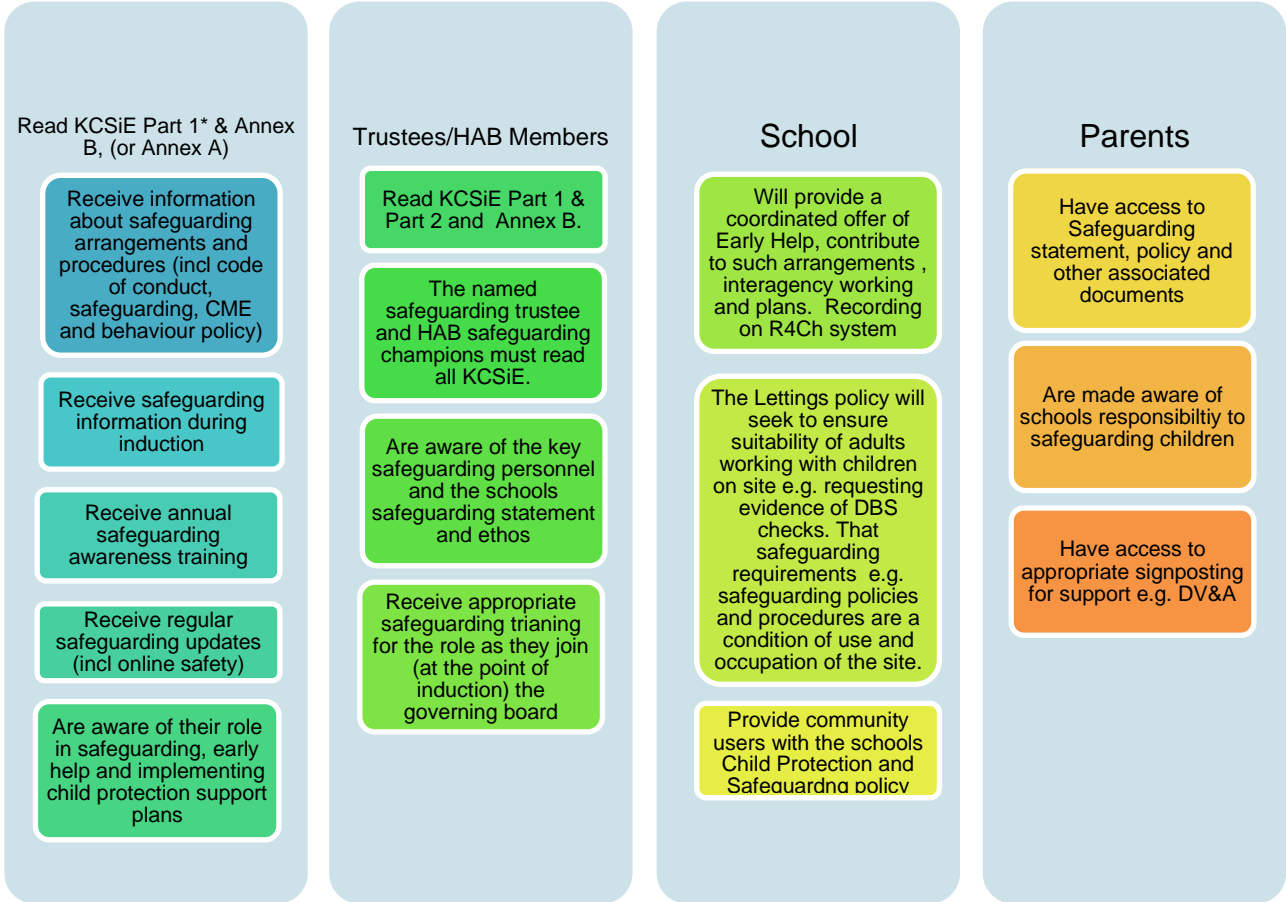 Read KCSiE Part 1* & Annex
B, (or Annex A)
Receive information
about safeguarding
arrangements and
procedures (incl code
of conduct,
safeguarding, CME
and behaviour policy)
Receive safeguarding
information during
induction
Receive annual
safeguarding
awareness training
Receive regular
safeguarding updates
(incl online safety)
Are aware of their role
in safeguarding, early
help and implementing
child protection support
plans
Trustees/HAB Members
Read KCSiE Part 1 &
Part 2 and Annex B.
The named
safeguarding trustee
and HAB safeguarding
champions must read
all KCSiE.
Are aware of the key
safeguarding personnel
and the schools
safeguarding statement
and ethos
Receive appropriate
safeguarding trianing
for the role as they join
(at the point of
induction) the
governing board
School
Will provide a
coordinated offer of
Early Help, contribute
to such arrangements ,
interagency working
and plans. Recording
on R4Ch system
The Lettings policy will
seek to ensure
suitability of adults
working with children
on site e.g. requesting
evidence of DBS
checks. That
safeguarding
requirements e.g.
safeguarding policies
and procedures are a
condition of use and
occupation of the site.
Provide community
users with the schools
Child Protection and
Safeguardng policy
Parents
Have access to
Safeguarding
statement, policy and
other associated
documents
Are made aware of
schools responsibiltiy to
safeguarding children
Have access to
appropriate signposting
for support e.g. DV&A